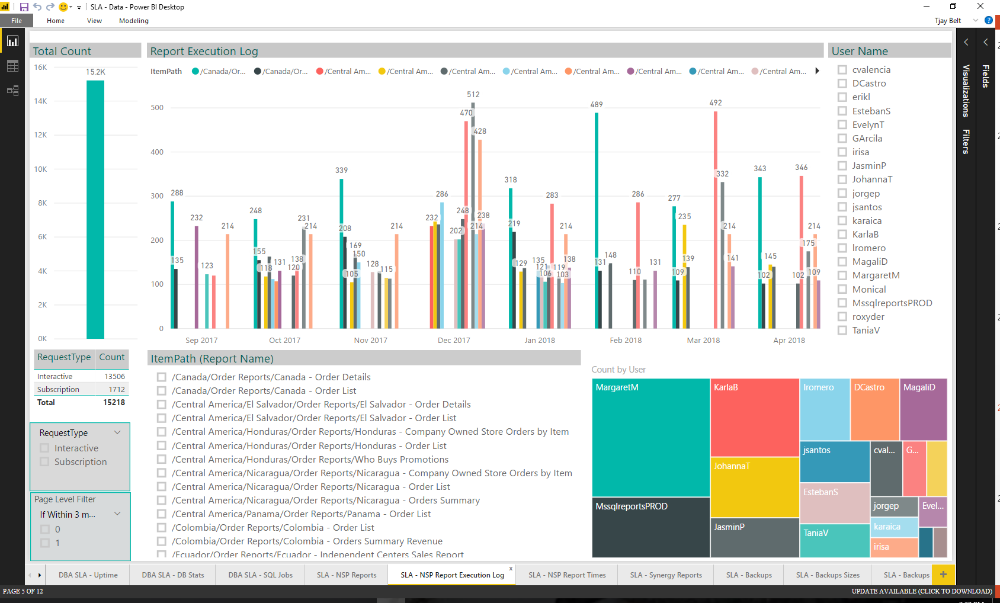 SLA - Data - Power BI Desktop
File
Home
View
Modeling
Tjay Belt
?
Total Count
16K
14K
12K
10K
8K
6K
4K
2K
0K
15.2K
Report Execution Log
ItemPath
/Canada/Or...
/Canada/Or...
/Central Am...
/Central Am...
/Central Am...
/Central Am...
/Central Am...
/Central Am...
/Central Am...
/Central Am...
500
400
300
200
100
0
288
135
232
123
214
248
155
118
131
120
138
231
214
339
208
105
169
150
128
115
214
232
286
202
248
470
512
214
428
238
318
219
129
135
121
106
283
119
103
214
138
489
131
148
110
286
131
277
109
235
139
492
332
214
141
343
102
145
102
346
175
214
109
Sep 2017
Oct 2017
Nov 2017
Dec 2017
Jan 2018
Feb 2018
Mar 2018
Apr 2018
User Name
cvalencia
DCastro
erikl
EstebanS
EvelynT
GArcila
irisa
JasminP
JohannaT
jorgep
jsantos
karaica
KarlaB
lromero
MagaliD
MargaretM
Monical
MssqlreportsPROD
roxyder
TaniaV
Visualizations
Filters
Fields
RequestType Count
Interactive 13506
Subscription 1712
Total 15218
RequestType
Interactive
Subscription
Page Level Filter
If Within 3 m...
0
1
ItemPath (Report Name)
/Canada/Order Reports/Canada - Order Details
/Canada/Order Reports/Canada - Order List
/Central America/El Salvador/Order Reports/El Salvador - Order Details
/Central America/El Salvador/Order Reports/El Salvador - Order List
/Central America/Honduras/Order Reports/Honduras - Company Owned Store Orders by Item
/Central America/Honduras/Order Reports/Honduras - Order List
/Central America/Honduras/Order Reports/Who Buys Promotions
/Central America/Nicaragua/Order Reports/Nicaragua - Company Owned Store Orders by Item
/Central America/Nicaragua/Order Reports/Nicaragua - Order List
/Central America/Nicaragua/Order Reports/Nicaragua - Orders Summary
/Central America/Panama/Order Reports/Panama - Order List
/Colombia/Order Reports/Colombia - Order List
/Colombia/Order Reports/Colombia - Orders Summary Revenue
/Ecuador/Order Reports/Ecuador - Independent Centers Sales Report
Count by User
MargaretM
MssqlreportsPROD
KarlaB
JohannaT
JasminP
lromero
DCastro
MagaliD
jsantos
EstebanS
TaniaV
cval...
G...
jorgep
karaica
irisa
Evel...
DBA SLA - Uptime
DBA SLA - DB Stats
DBA SLA - SQL Jobs
SLA - NSP Reports
SLA - NSP Report Execution Log
x
SLA - NSP Report Times
SLA - Synergy Reports
SLA - Backups
SLA - Backups Sizes
SLA - Backups
+
PAGE 5 OF 12
UPDATE AVAILABLE (CLICK TO DOWNLOAD)